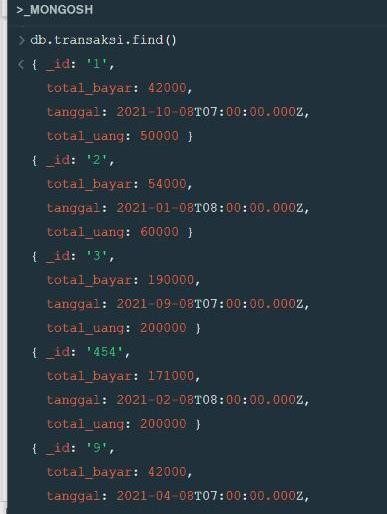 >_MONGOSH
> db.transaksi.find()
< { _id: '1',
total_bayar: 42000,
tanggal: 2021-10-08T07:00:00.000Z,
total_uang: 50000 }
{ _id: '2',
total_bayar: 54000,
tanggal: 2021-01-08T08:00:00.000Z,
total_uang: 60000 }
{ _id: '3',
total_bayar: 190000,
tanggal: 2021-09-08T07:00:00.000Z,
total_uang: 200000 }
{ _id: '454',
total_bayar: 171000,
tanggal: 2021-02-08T08:00:00.000Z,
total_uang: 200000 }
{ _id: '9',
total_bayar: 42000,
tanggal: 2021-04-08T07:00:00.000Z,